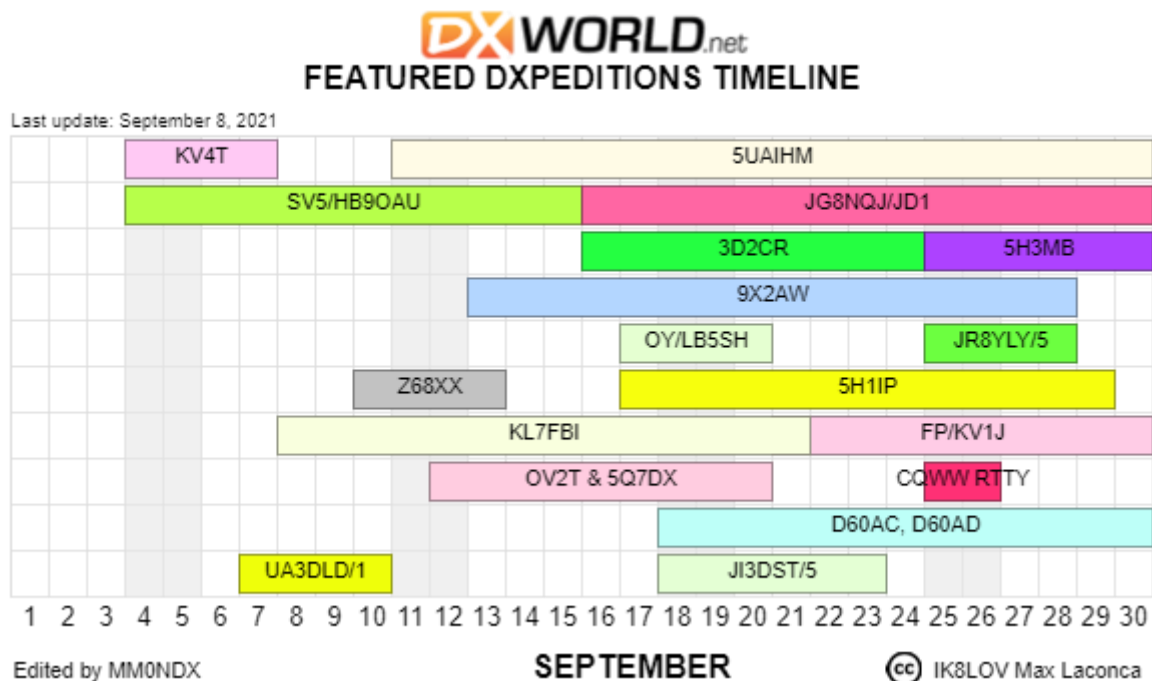 DX WORLD.net
FEATURED DXPEDITIONS TIMELINE
Last update: September 8, 2021
KV4T 5UAIHM
SV5/HB9OAU JG8NQJ/JD1
3D2CR 5H3MB
9X2AW
OY/LB5SH JR8YLY/5
Z68XX 5H1IP
KL7FBI FP/KV1J
OV2T & 5Q7DX CQWW RTTY
D60AC, D60AD
UA3DLD/1 JI3DST/5
1 2 3 4 5 6 7 8 9 10 11 12 13 14 15 16 17 18 19 20 21 22 23 24 25 26 27 28 29 30
Edited by MM0NDX SEPTEMBER cc IK8LOV Max Laconca